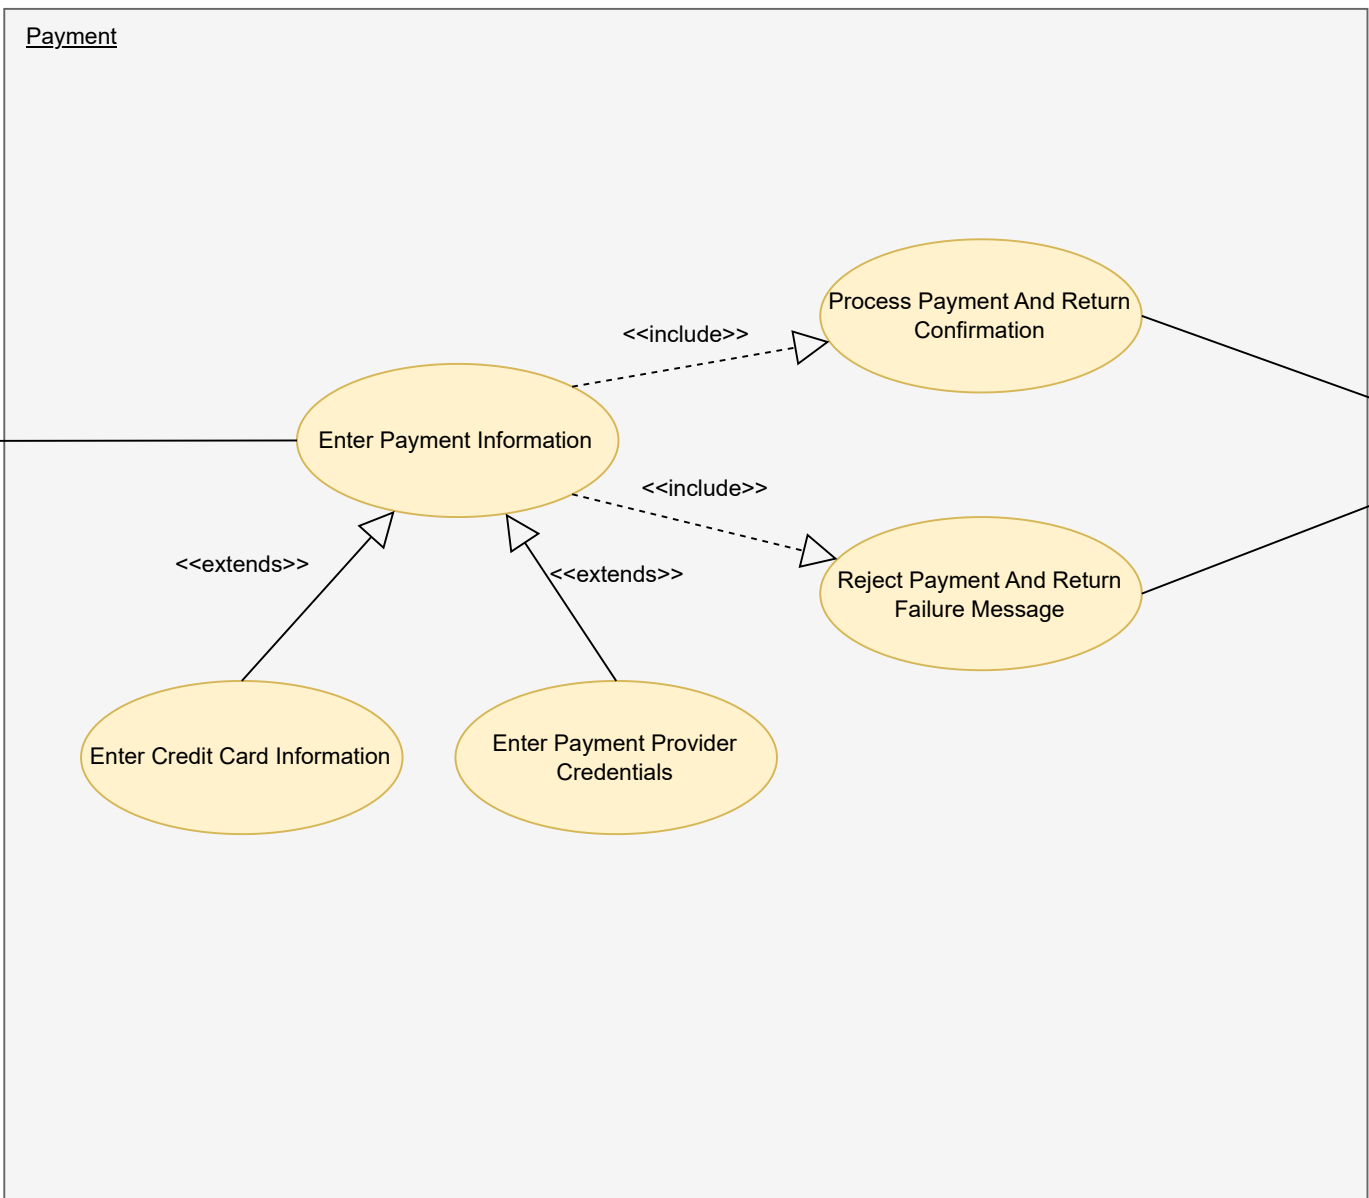 Payment
Process Payment And Return
Confirmation
<<include>>
Enter Payment Information
<<include>>
<<extends>>
<<extends>>
Reject Payment And Return
Failure Message
Enter Credit Card Information
Enter Payment Provider
Credentials